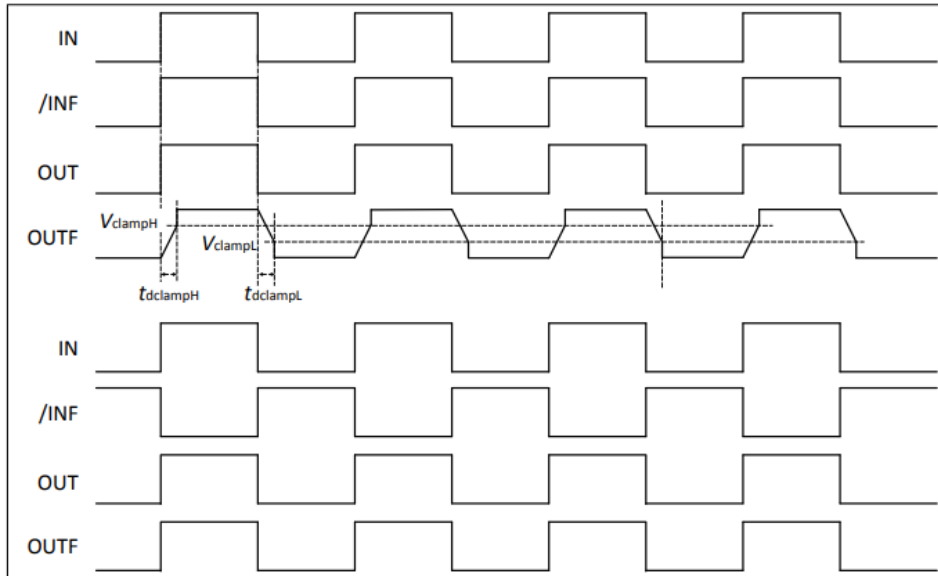 IN
/INF
OUT
VclampH
OUTF
VclampL
tdclampH
tdclampL
IN
/INF
OUT
OUTF